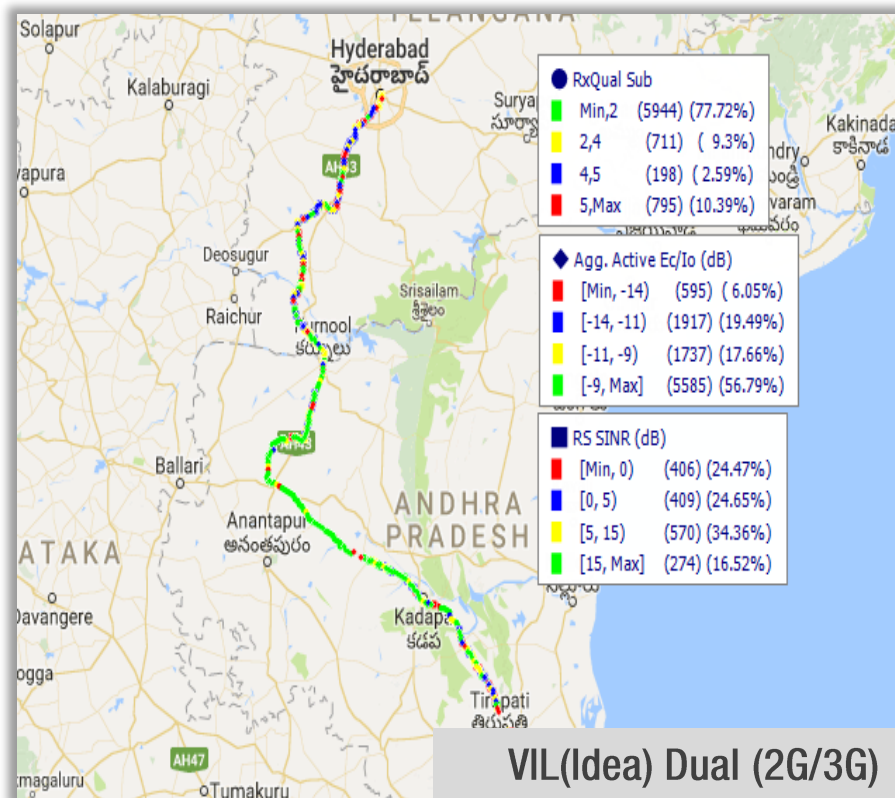 TELANGANA
Solapur
Hyderabad
హైదరాబాద్
Kalaburagi
Kakinada
కాకినాడ
AH43
Deosugur
Raichur
Srisailam
శ్రీశైలం
Kurnool
కర్నూలు
AH43
Ballari
Anantapur
అనంతపురం
ANDHRA
PRADESH
ATAKA
Davangere
Kadapa
కడప
ogga
Tirupati
తిరుపతి
AH47
Tumakuru
RxQual Sub
Min,2 (5944) (77.72%)
2,4 (711) ( 9.3%)
4,5 (198) ( 2.59%)
5,Max (795) (10.39%)
Agg. Active Ec/Io (dB)
[Min, -14) (595) ( 6.05%)
[-14, -11) (1917) (19.49%)
[-11, -9) (1737) (17.66%)
[-9, Max] (5585) (56.79%)
RS SINR (dB)
[Min, 0) (406) (24.47%)
[0, 5) (409) (24.65%)
[5, 15) (570) (34.36%)
[15, Max] (274) (16.52%)
VIL(Idea) Dual (2G/3G)